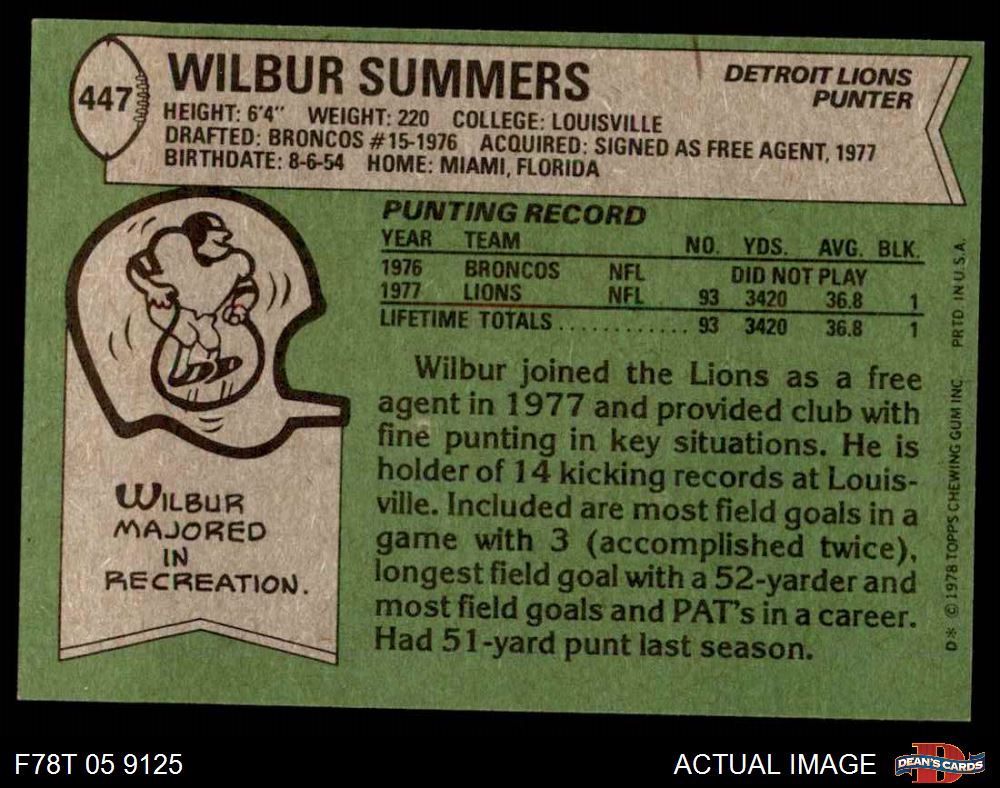 447
WILBUR SUMMERS
DETROIT LIONS
PUNTER
HEIGHT: 6'4" WEIGHT: 220 COLLEGE: LOUISVILLE
DRAFTED: BRONCOS #15-1976 ACQUIRED: SIGNED AS FREE AGENT, 1977
BIRTHDATE: 8-6-54 HOME: MIAMI, FLORIDA
PUNTING RECORD
YEAR TEAM NO. YDS. AVG. BLK.
1976 BRONCOS NFL DID NOT PLAY
1977 LIONS NFL 93 3420 36.8 1
LIFETIME TOTALS............ 93 3420 36.8 1
Wilbur joined the Lions as a free
agent in 1977 and provided club with
fine punting in key situations. He is
holder of 14 kicking records at Louis-
ville. Included are most field goals in a
game with 3 (accomplished twice),
longest field goal with a 52-yarder and
most field goals and PAT's in a career.
Had 51-yard punt last season.
WILBUR
MAJORED
IN
RECREATION.
D* © 1978 TOPPS CHEWING GUM INC. PRTD. IN U.S.A.
F78T 05 9125
ACTUAL IMAGE
DEAN'S CARDS